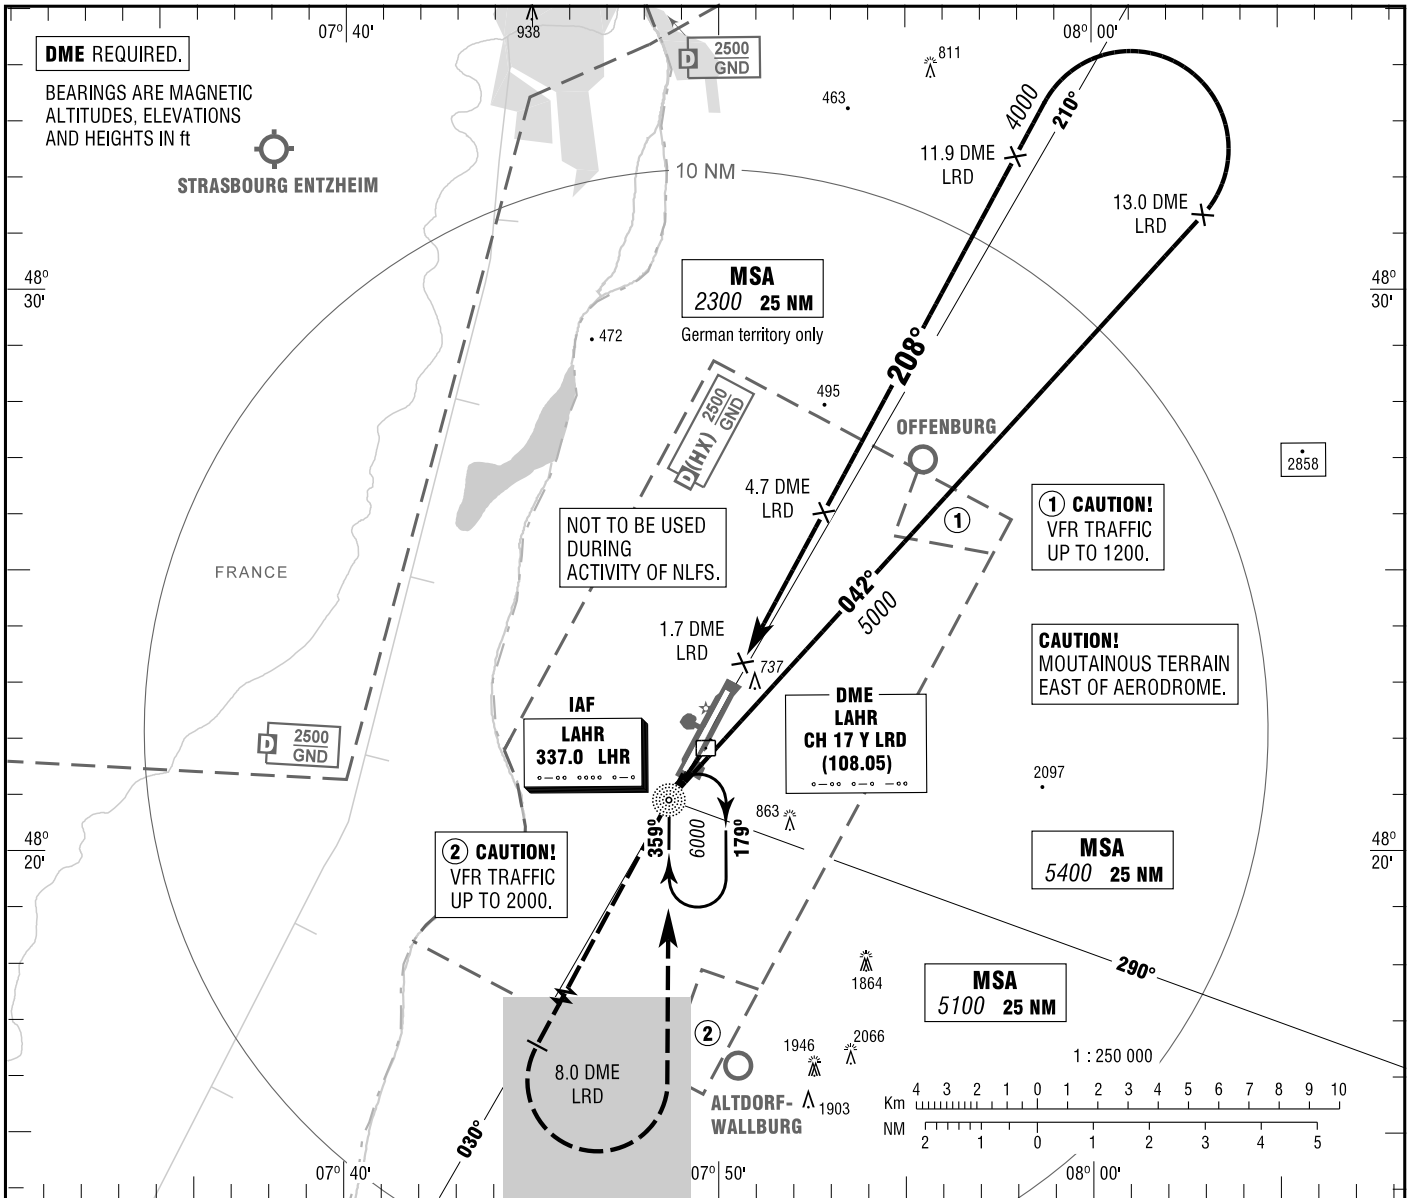 07° 40'
938
08° 00'
DME REQUIRED.
BEARINGS ARE MAGNETIC
ALTITUDES, ELEVATIONS
AND HEIGHTS IN ft
STRASBOURG ENTZHEIM
D
2500
GND
811
463
4000
210°
11.9 DME
LRD
10 NM
13.0 DME
LRD
48°
30'
48°
30'
MSA
2300 25 NM
German territory only
472
208°
495
D(HX) 2500
GND
OFFENBURG
2858
4.7 DME
LRD
1
1 CAUTION!
VFR TRAFFIC
UP TO 1200.
NOT TO BE USED
DURING
ACTIVITY OF NLFS.
FRANCE
042°
5000
1.7 DME
LRD
737
CAUTION!
MOUTAINOUS TERRAIN
EAST OF AERODROME.
IAF
LAHR
337.0 LHR
DME
LAHR
CH 17 Y LRD
(108.05)
D
2500
GND
2097
863
359°
6000
179°
48°
20'
48°
20'
2 CAUTION!
VFR TRAFFIC
UP TO 2000.
MSA
5400 25 NM
1864
290°
MSA
5100 25 NM
2
1946
2066
1903
8.0 DME
LRD
ALTDORF-
WALLBURG
030°
1 : 250 000
Km 4 3 2 1 0 1 2 3 4 5 6 7 8 9 10
NM 2 1 0 1 2 3 4 5
07° 40'
07° 50'
08° 00'